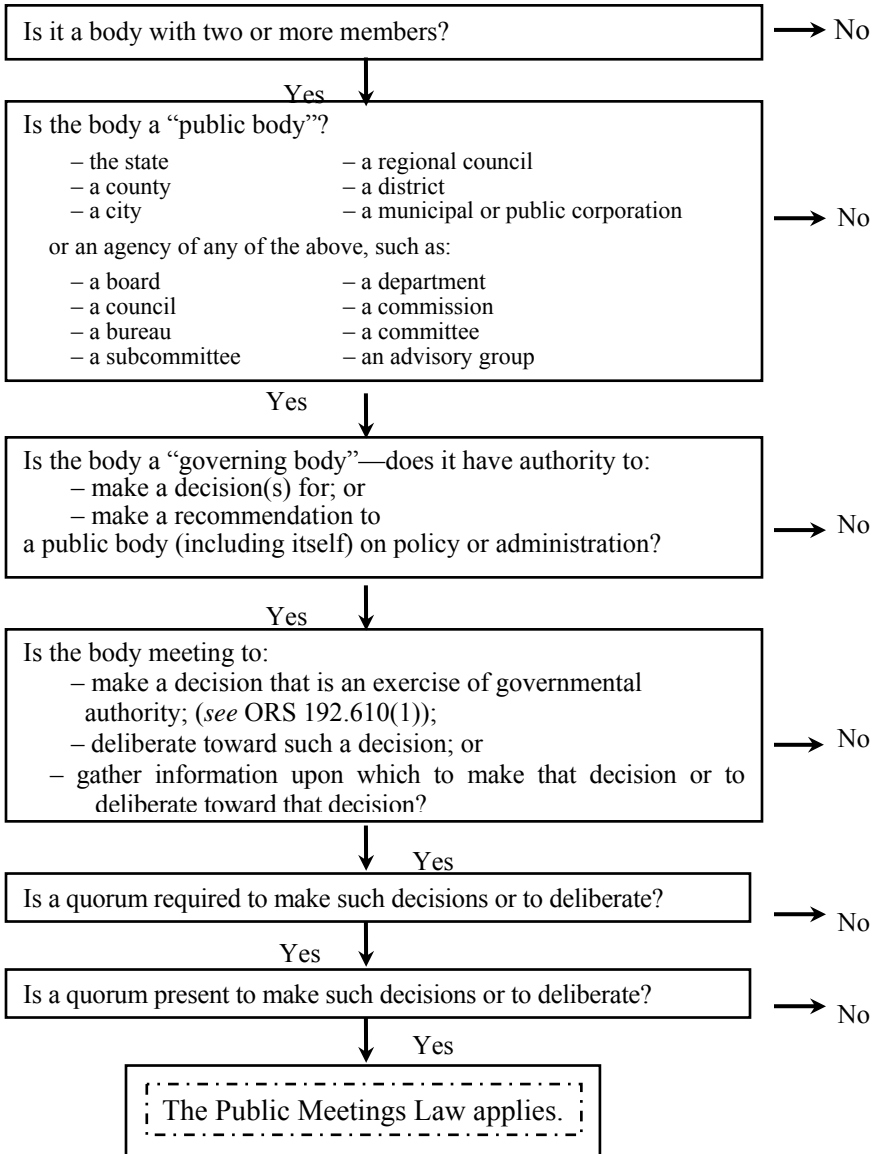 Is it a body with two or more members?
No
Yes
Is the body a “public body”?
– the state – a regional council
– a county – a district
– a city – a municipal or public corporation
No
or an agency of any of the above, such as:
– a board – a department
– a council – a commission
– a bureau – a committee
– a subcommittee – an advisory group
Yes
Is the body a “governing body”—does it have authority to:
– make a decision(s) for; or
– make a recommendation to
No
a public body (including itself) on policy or administration?
Yes
Is the body meeting to:
– make a decision that is an exercise of governmental
authority; (see ORS 192.610(1));
– deliberate toward such a decision; or
No
– gather information upon which to make that decision or to
deliberate toward that decision?
Yes
Is a quorum required to make such decisions or to deliberate?
No
Yes
Is a quorum present to make such decisions or to deliberate?
No
Yes
The Public Meetings Law applies.